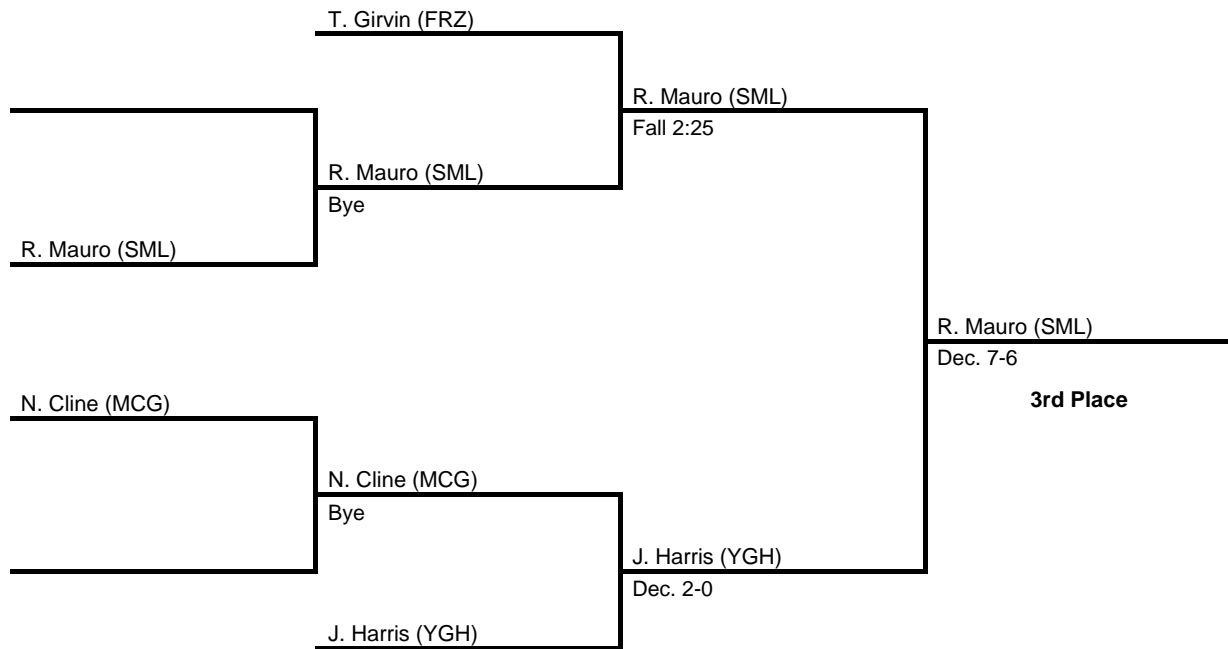 T. Girvin (FRZ)
R. Mauro (SML)
Fall 2:25
R. Mauro (SML)
Bye
R. Mauro (SML)
R. Mauro (SML)
Dec. 7-6
3rd Place
N. Cline (MCG)
N. Cline (MCG)
Bye
J. Harris (YGH)
Dec. 2-0
J. Harris (YGH)